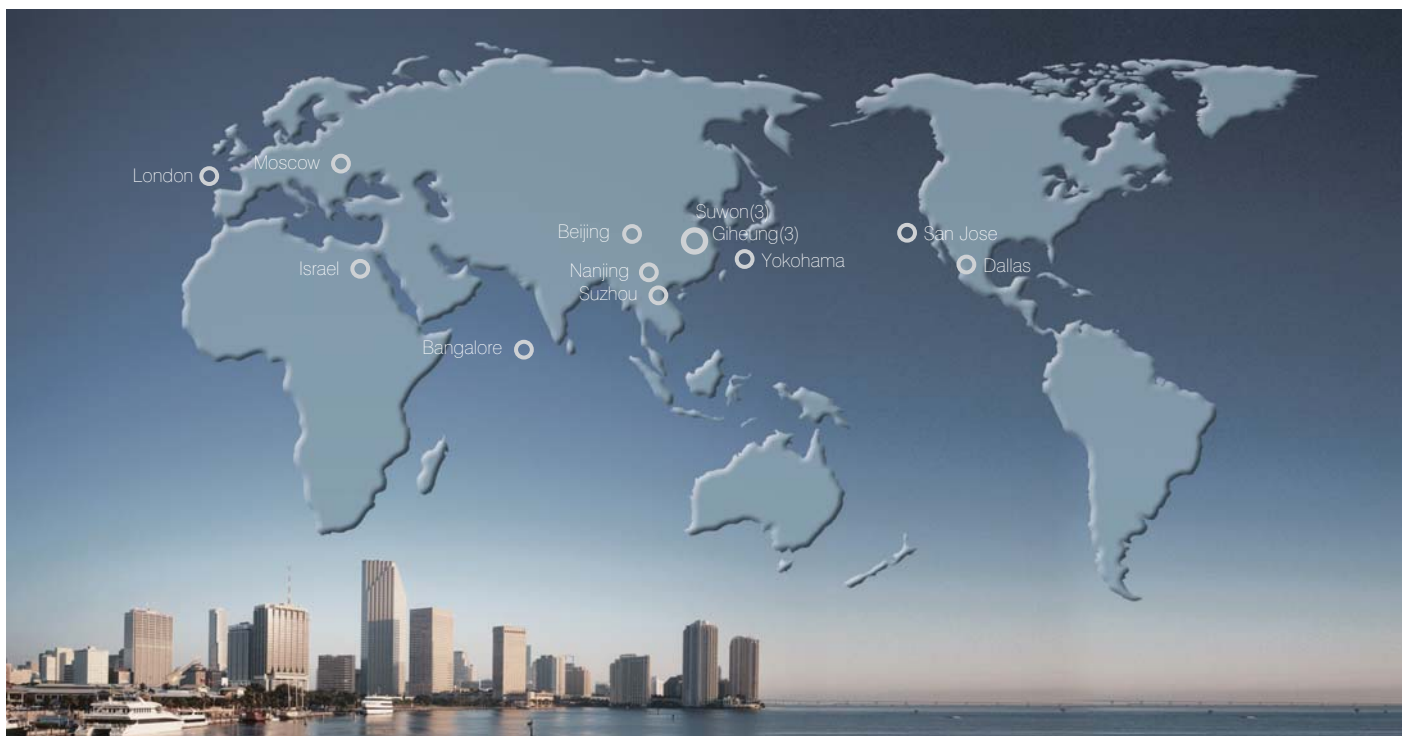 London
Moscow
Suwon(3)
Beijing
Giheung(3)
San Jose
Yokohama
Israel
Nanjing
Dallas
Suzhou
Bangalore